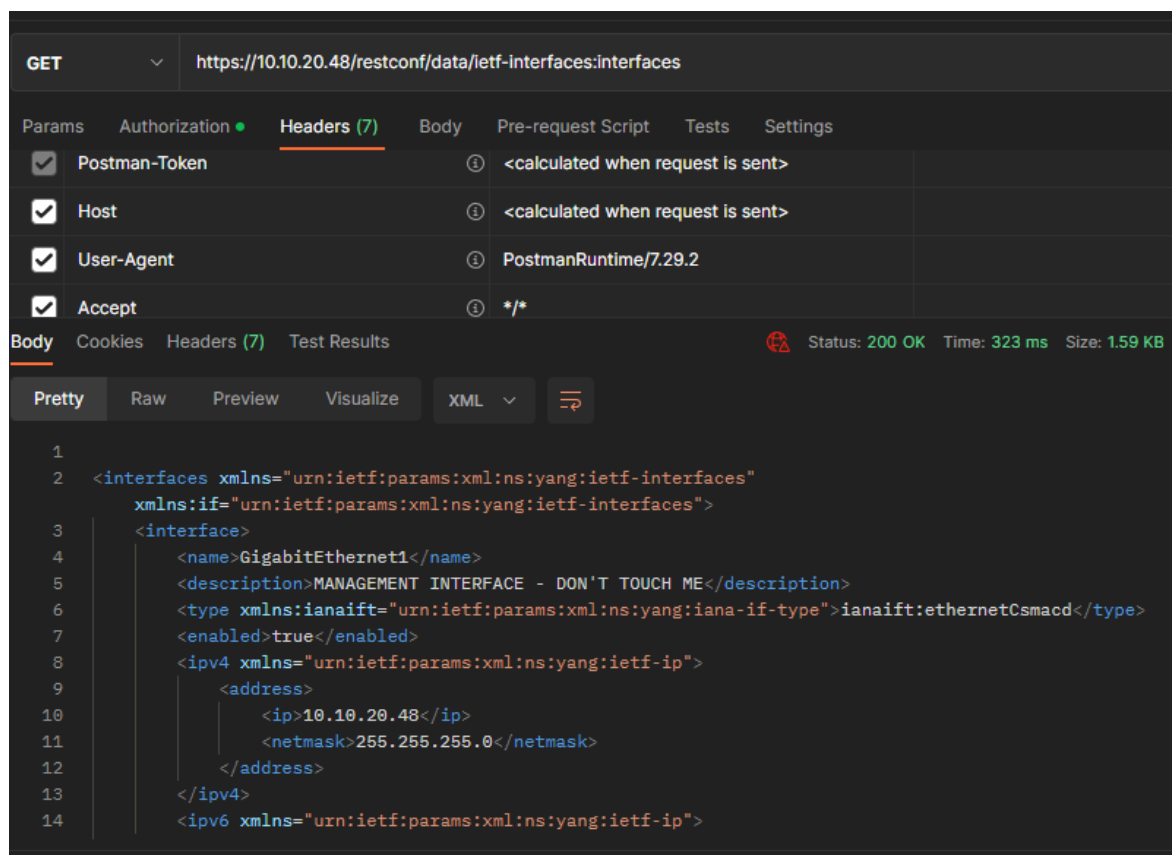 GET https://10.10.20.48/restconf/data/ietf-interfaces:interfaces
Params Authorization Headers (7) Body Pre-request Script Tests Settings
Postman-Token <calculated when request is sent>
Host <calculated when request is sent>
User-Agent PostmanRuntime/7.29.2
Accept */*
Body Cookies Headers (7) Test Results Status: 200 OK Time: 323 ms Size: 1.59 KB
Pretty Raw Preview Visualize XML
1
2 <interfaces xmlns="urn:ietf:params:xml:ns:yang:ietf-interfaces"
xmlns:if="urn:ietf:params:xml:ns:yang:ietf-interfaces">
3 <interface>
4 <name>GigabitEthernet1</name>
5 <description>MANAGEMENT INTERFACE - DON'T TOUCH ME</description>
6 <type xmlns:ianaift="urn:ietf:params:xml:ns:yang:iana-if-type">ianaift:ethernetCsmacd</type>
7 <enabled>true</enabled>
8 <ipv4 xmlns="urn:ietf:params:xml:ns:yang:ietf-ip">
9 <address>
10 <ip>10.10.20.48</ip>
11 <netmask>255.255.255.0</netmask>
12 </address>
13 </ipv4>
14 <ipv6 xmlns="urn:ietf:params:xml:ns:yang:ietf-ip">